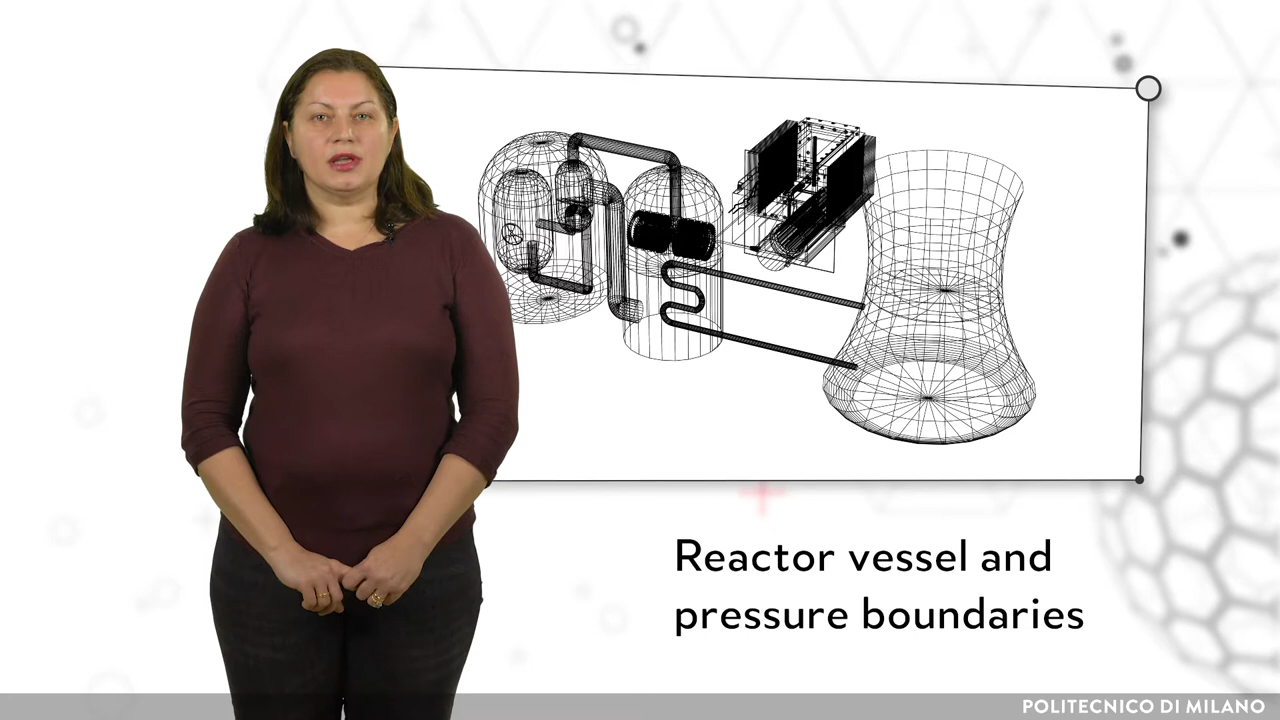 Reactor vessel and
pressure boundaries
POLITECNICO DI MILANO